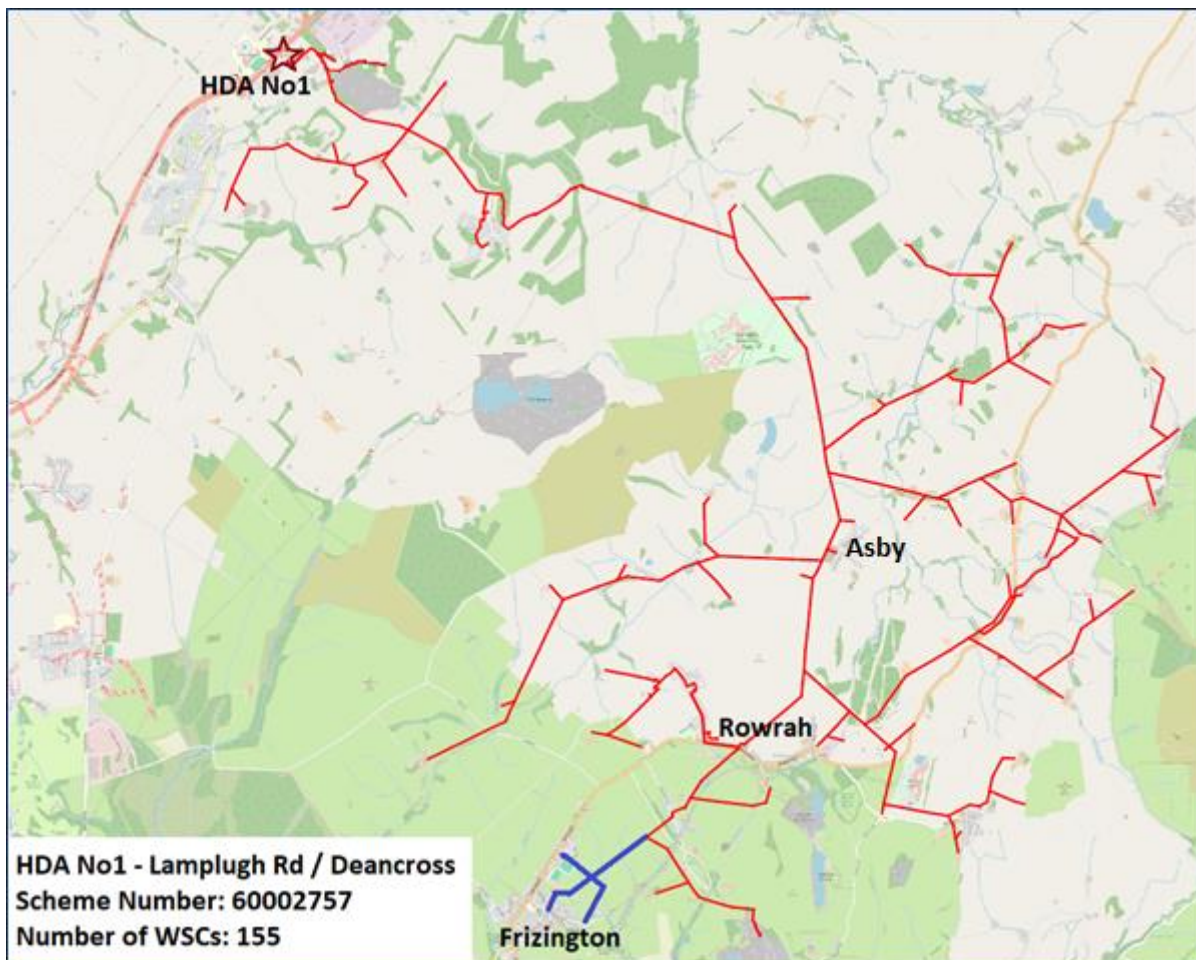 HDA No1
Asby
Rowrah
HDA No1 - Lamplugh Rd / Deancross
Scheme Number: 60002757
Number of WSCs: 155
Frizington